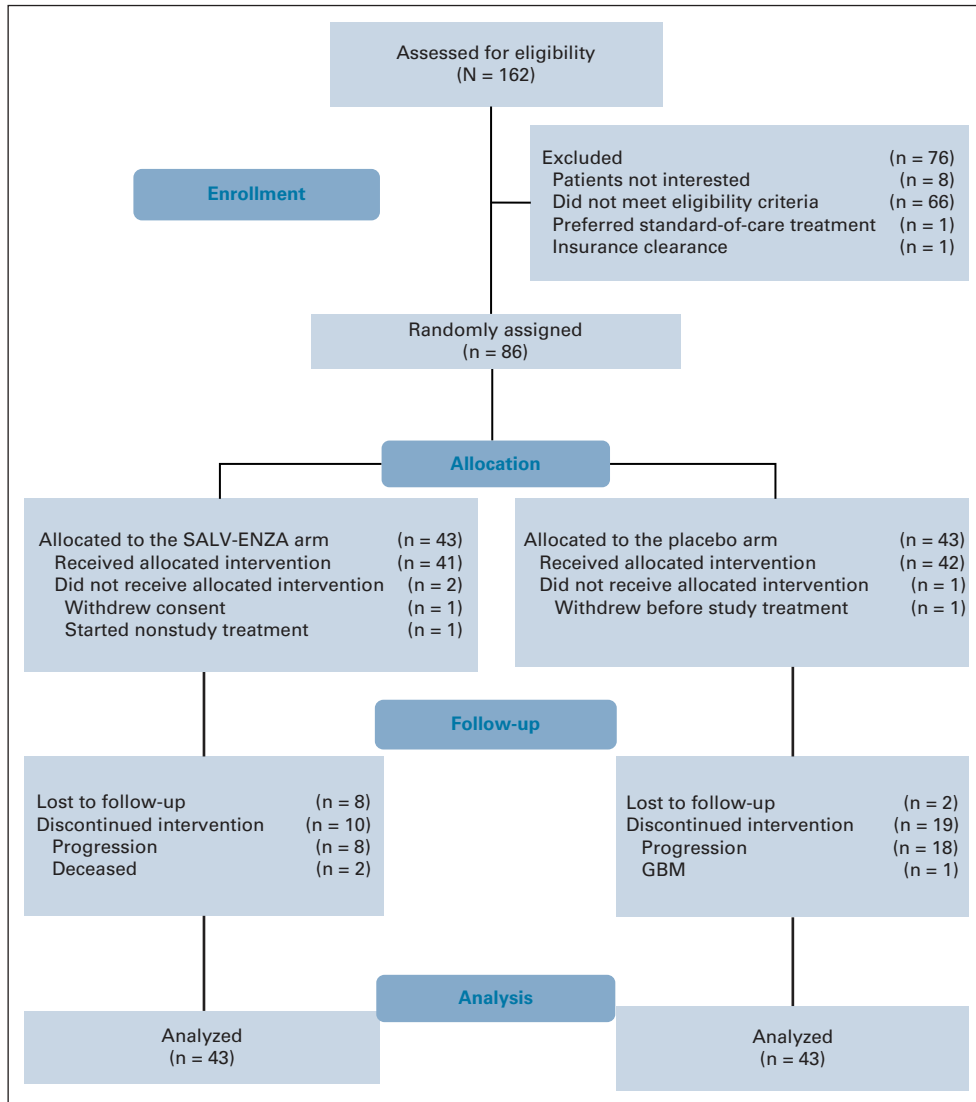 Assessed for eligibility
(N = 162)
Enrollment
Excluded (n = 76)
Patients not interested (n = 8)
Did not meet eligibility criteria (n = 66)
Preferred standard-of-care treatment (n = 1)
Insurance clearance (n = 1)
Randomly assigned
(n = 86)
Allocation
Allocated to the SALV-ENZA arm (n = 43)
Received allocated intervention (n = 41)
Did not receive allocated intervention (n = 2)
Withdrew consent (n = 1)
Started nonstudy treatment (n = 1)
Allocated to the placebo arm (n = 43)
Received allocated intervention (n = 42)
Did not receive allocated intervention (n = 1)
Withdrew before study treatment (n = 1)
Follow-up
Lost to follow-up (n = 8)
Discontinued intervention (n = 10)
Progression (n = 8)
Deceased (n = 2)
Lost to follow-up (n = 2)
Discontinued intervention (n = 19)
Progression (n = 18)
GBM (n = 1)
Analysis
Analyzed
(n = 43)
Analyzed
(n = 43)